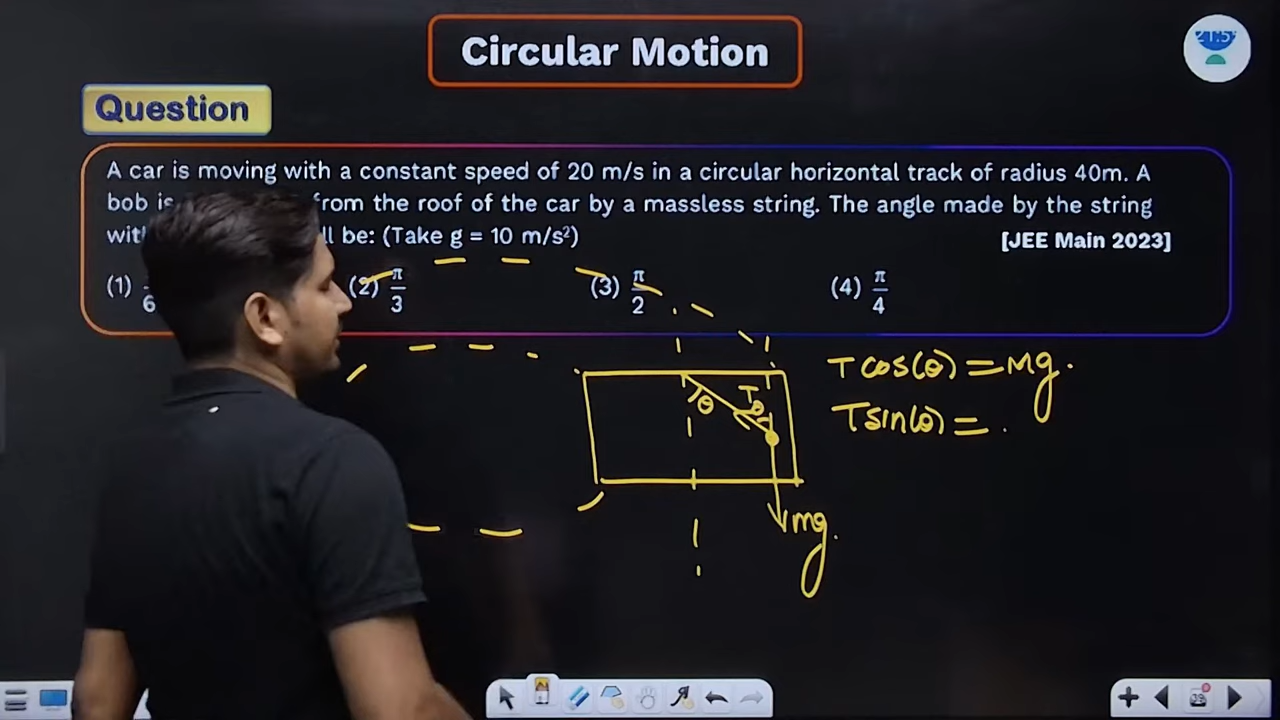 Circular Motion
Question
A car is moving with a constant speed of 20 m/s in a circular horizontal track of radius 40m. A
bob is from the roof of the car by a massless string. The angle made by the string
with ll be: (Take g = 10 m/s²)
[JEE Main 2023]
(1) 6 (2) π/3 (3) π/2 (4) π/4
T cos(θ) = Mg.
T sin(θ) = .
θ
T
θ
mg.